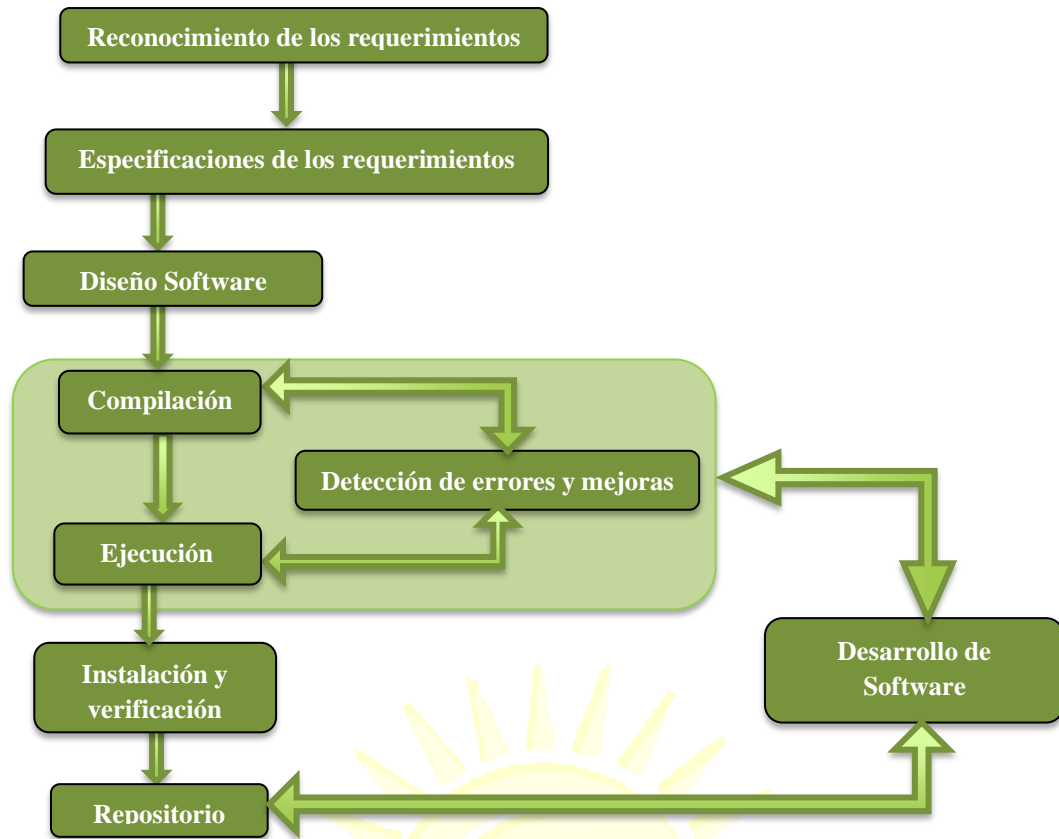 Reconocimiento de los requerimientos
Especificaciones de los requerimientos
Diseño Software
Compilación
Detección de errores y mejoras
Ejecución
Instalación y
verificación
Desarrollo de
Software
Repositorio